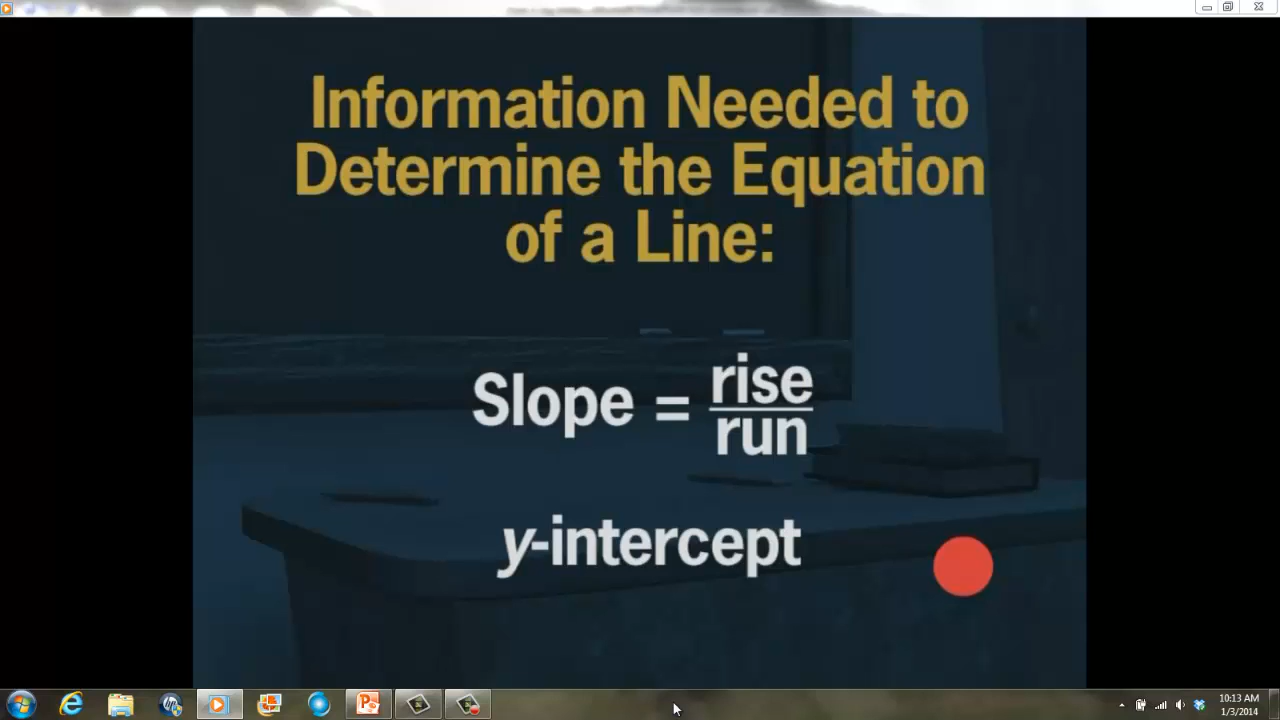 Information Needed to
Determine the Equation
of a Line:
Slope = rise/run
y-intercept
10:13 AM
1/3/2014